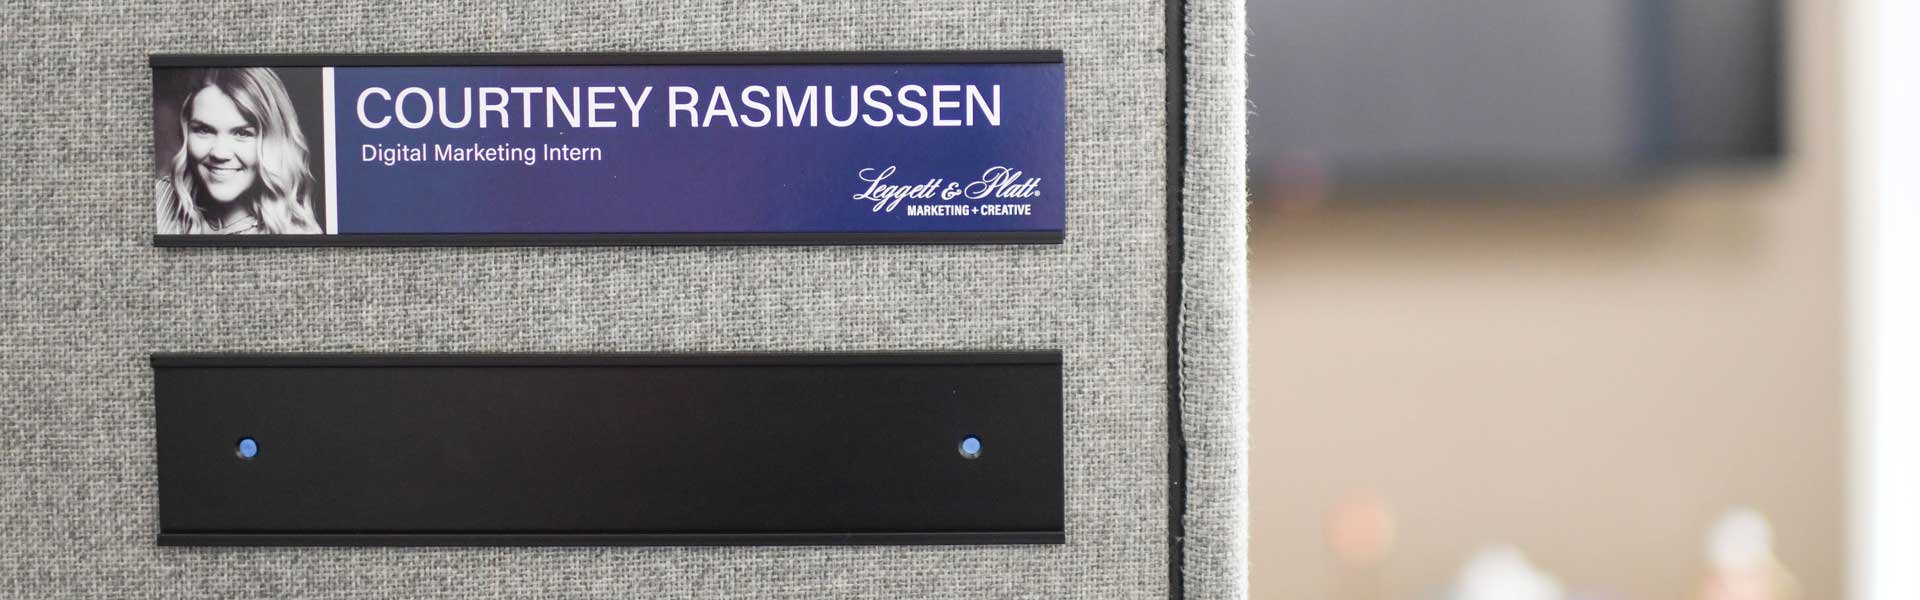 COURTNEY RASMUSSEN
Digital Marketing Intern
Leggett & Platt®
MARKETING + CREATIVE